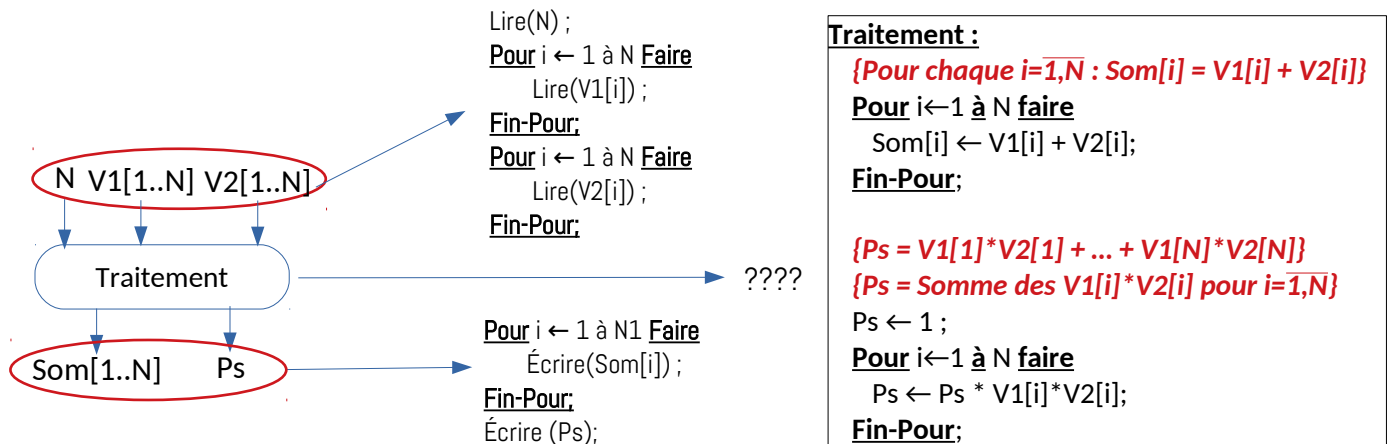 N V1[1..N] V2[1..N]
Traitement
Som[1..N] Ps
Lire(N) ;
Pour i ← 1 à N Faire
Lire(V1[i]) ;
Fin-Pour;
Pour i ← 1 à N Faire
Lire(V2[i]) ;
Fin-Pour;
????
Pour i ← 1 à N1 Faire
Écrire(Som[i]) ;
Fin-Pour;
Écrire (Ps);
Traitement :
{Pour chaque i=1,N : Som[i] = V1[i] + V2[i]}
Pour i←1 à N faire
Som[i] ← V1[i] + V2[i];
Fin-Pour;
{Ps = V1[1]*V2[1] + ... + V1[N]*V2[N]}
{Ps = Somme des V1[i]*V2[i] pour i=1,N}
Ps ← 1 ;
Pour i←1 à N faire
Ps ← Ps * V1[i]*V2[i];
Fin-Pour;